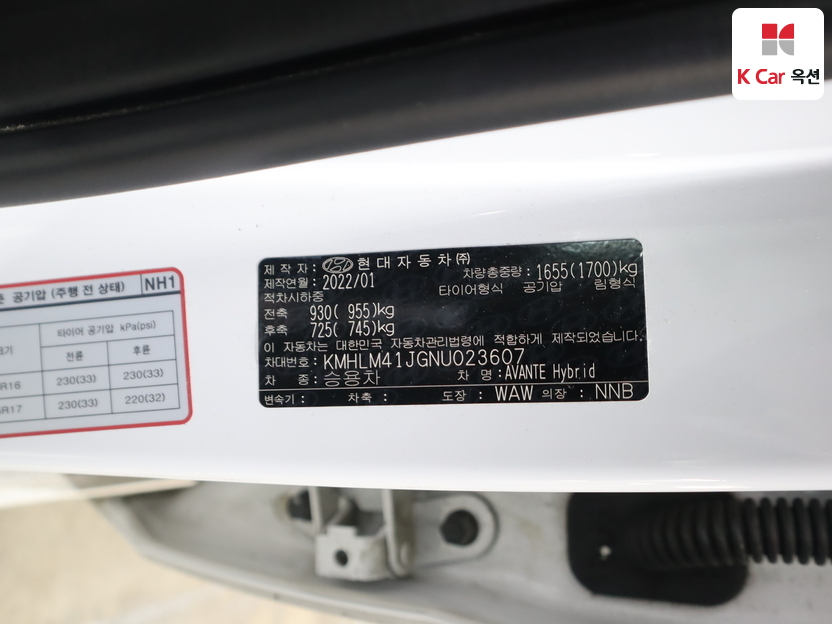 K Car 옥션
제 작 자 : 현대자동차㈜
차량총중량 : 1655(1700)kg
제작연월 : 2022/01
타이어형식 공기압 림형식
적차시하중
전축 930( 955)kg
후축 725( 745)kg
이 자동차는 대한민국 자동차관리법령에 적합하게 제작되었습니다.
차대번호 : KMHLM41JGNU023607
차 종 : 승용차 차 명 : AVANTE Hybrid
변속기 : 차축 : 도장 : WAW 의장 : NNB
공기압 (주행 전 상태) NH1
타이어 공기압 kPa(psi)
전륜 후륜
R16 230(33) 230(33)
R17 230(33) 220(32)